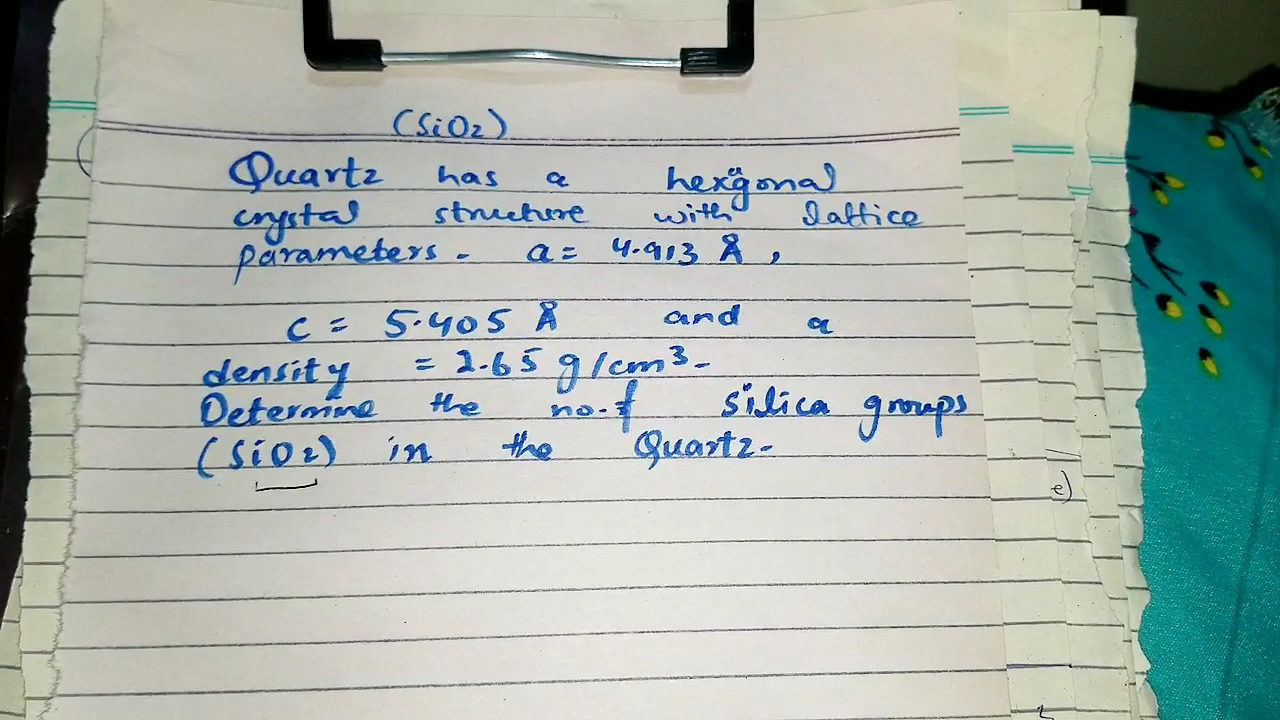 (SiO2)
Quartz has a hexagonal
crystal structure with lattice
parameters. a = 4.913 Å,
c = 5.405 Å and a
density = 2.65 g/cm3.
Determine the no. of silica groups
(SiO2) in the Quartz.
e)